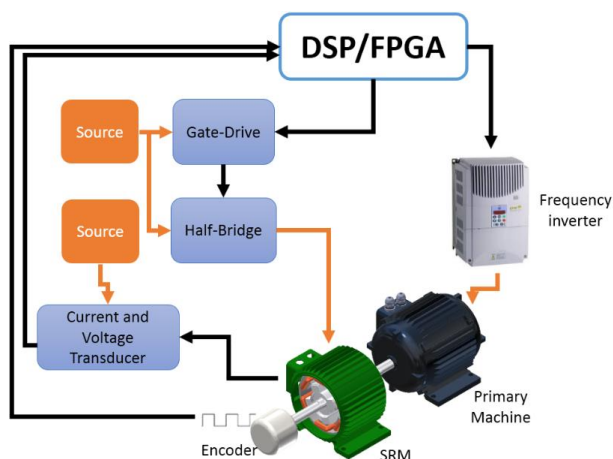 DSP/FPGA
Source
Gate-Drive
Source
Half-Bridge
Frequency
inverter
Current and
Voltage
Transducer
Primary
Machine
Encoder
SRM